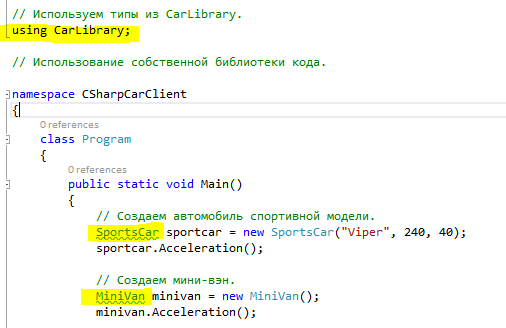 // Используем типы из CarLibrary.
using CarLibrary;
// Использование собственной библиотеки кода.
namespace CSharpCarClient
{
0 references
class Program
{
0 references
public static void Main()
{
// Создаем автомобиль спортивной модели.
SportsCar sportcar = new SportsCar("Viper", 240, 40);
sportcar.Acceleration();
// Создаем мини-вэн.
MiniVan minivan = new MiniVan();
minivan.Acceleration();